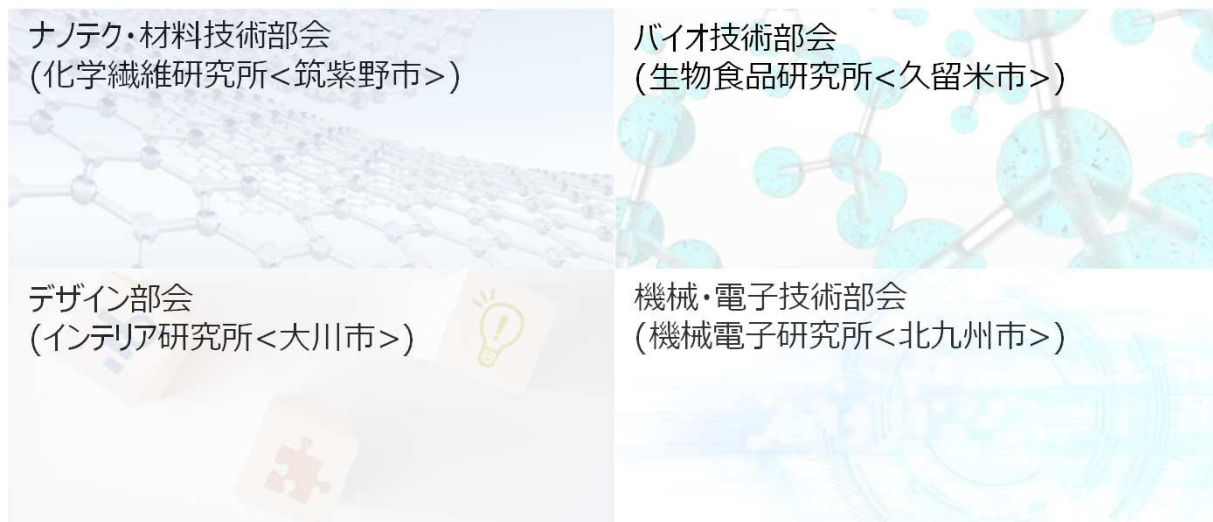 ナノテク・材料技術部会
(化学繊維研究所<筑紫野市>)
バイオ技術部会
(生物食品研究所<久留米市>)
デザイン部会
(インテリア研究所<大川市>)
機械・電子技術部会
(機械電子研究所<北九州市>)